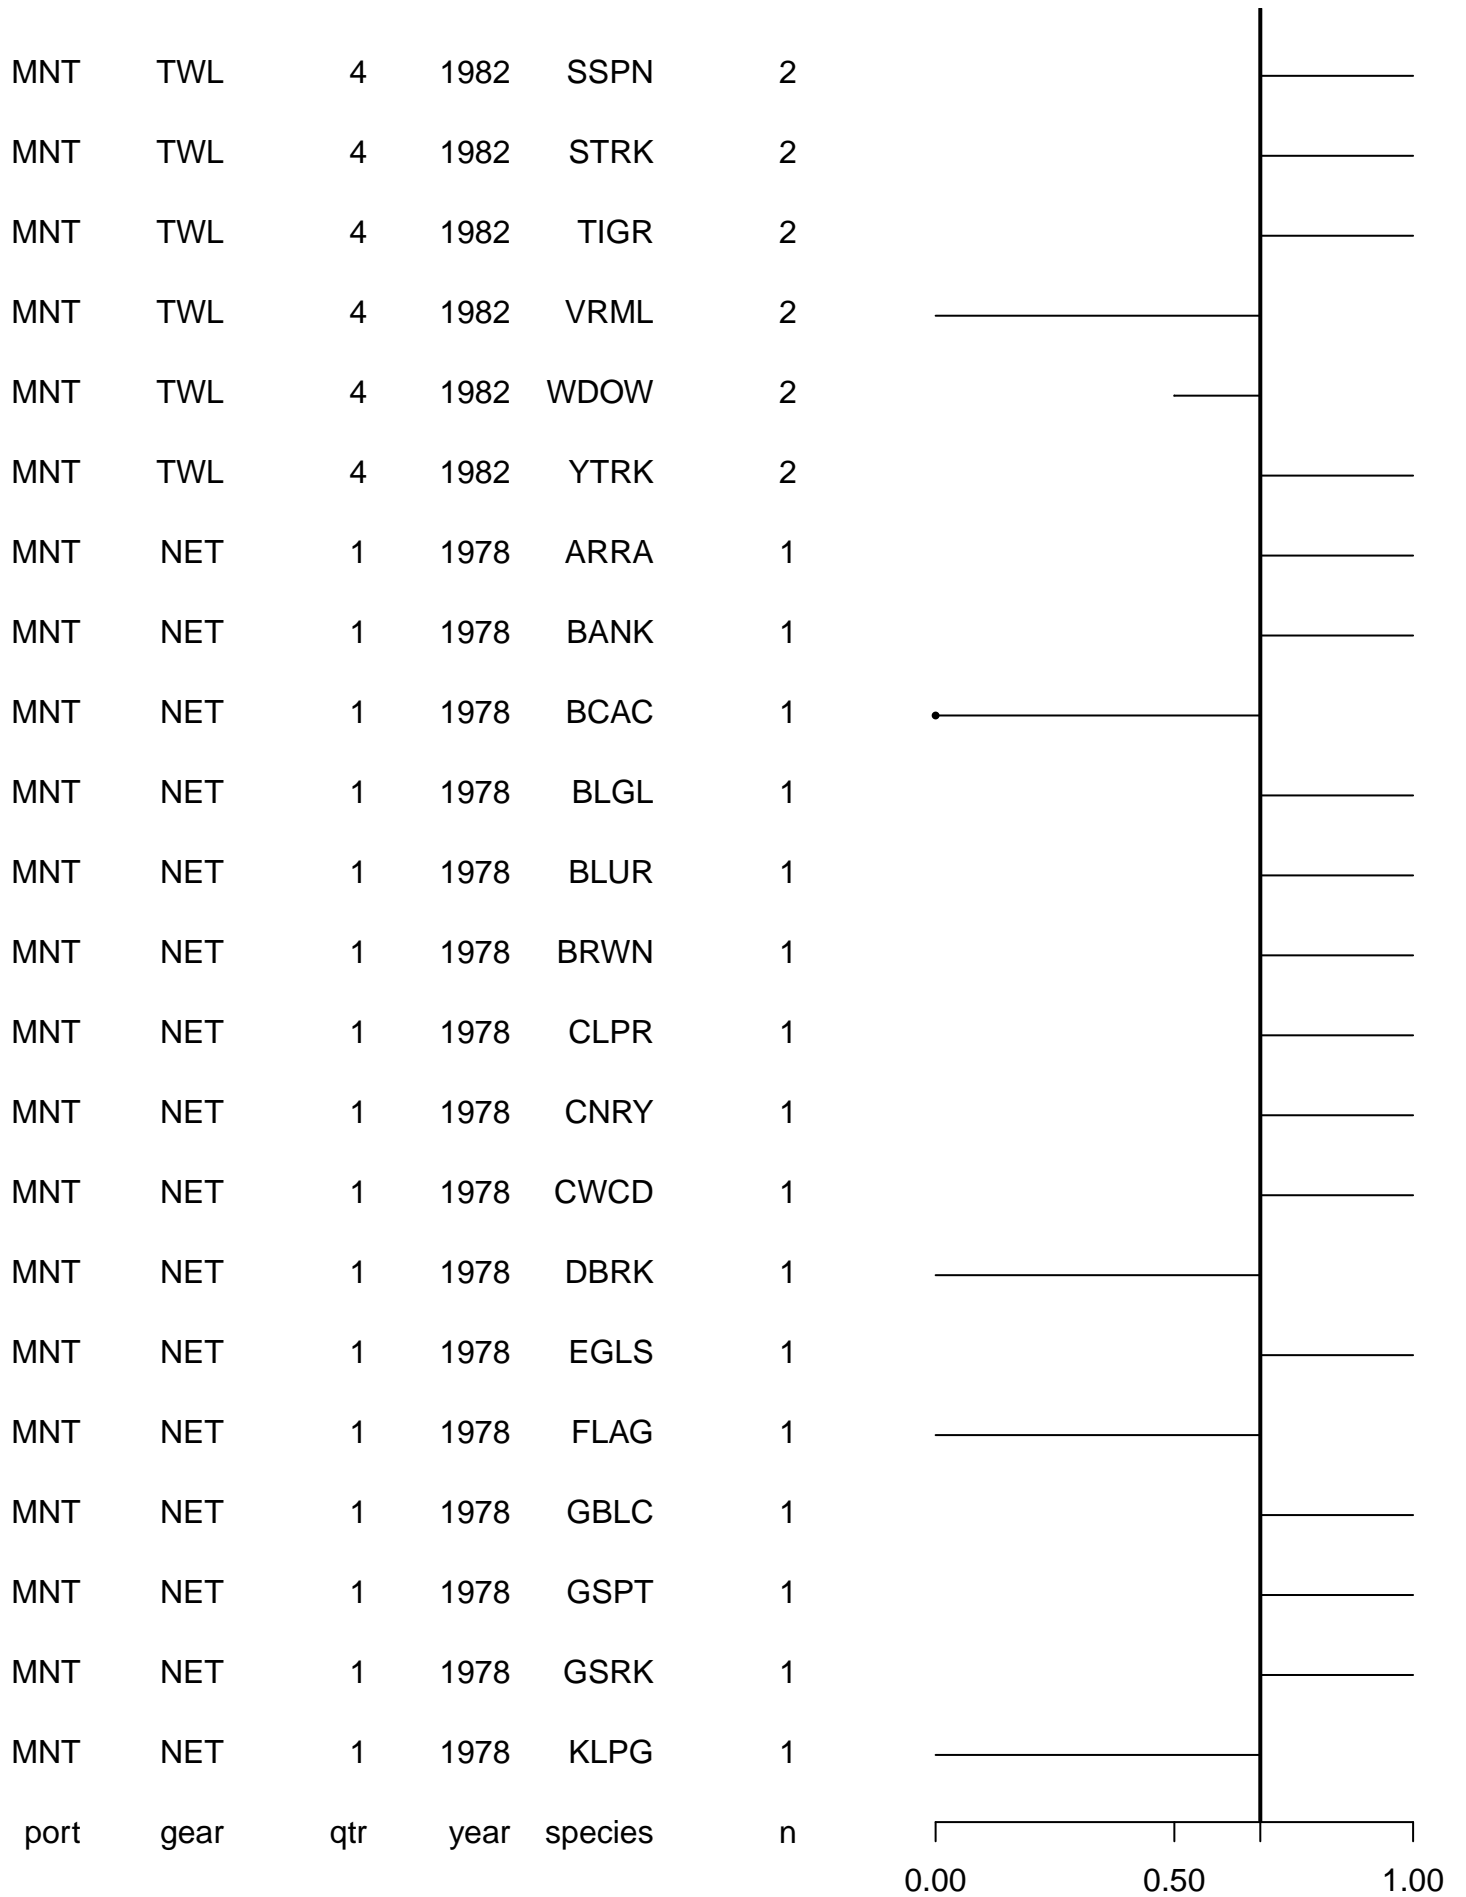 MNT TWL 4 1982 SSPN 2
MNT TWL 4 1982 STRK 2
MNT TWL 4 1982 TIGR 2
MNT TWL 4 1982 VRML 2
MNT TWL 4 1982 WDOW 2
MNT TWL 4 1982 YTRK 2
MNT NET 1 1978 ARRA 1
MNT NET 1 1978 BANK 1
MNT NET 1 1978 BCAC 1
MNT NET 1 1978 BLGL 1
MNT NET 1 1978 BLUR 1
MNT NET 1 1978 BRWN 1
MNT NET 1 1978 CLPR 1
MNT NET 1 1978 CNRY 1
MNT NET 1 1978 CWCD 1
MNT NET 1 1978 DBRK 1
MNT NET 1 1978 EGLS 1
MNT NET 1 1978 FLAG 1
MNT NET 1 1978 GBLC 1
MNT NET 1 1978 GSPT 1
MNT NET 1 1978 GSRK 1
MNT NET 1 1978 KLPG 1
port gear qtr year species n
0.00 0.50 1.00